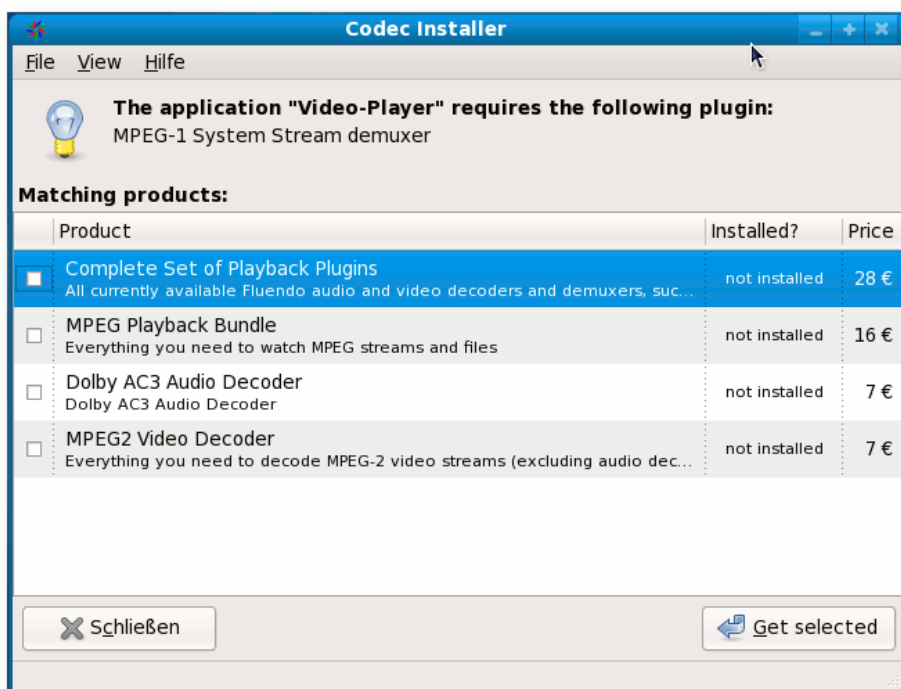 Codec Installer
File View Hilfe
The application "Video-Player" requires the following plugin:
MPEG-1 System Stream demuxer
Matching products:
Product Installed? Price
Complete Set of Playback Plugins
All currently available Fluendo audio and video decoders and demuxers, suc...
not installed 28 €
MPEG Playback Bundle
Everything you need to watch MPEG streams and files
not installed 16 €
Dolby AC3 Audio Decoder
Dolby AC3 Audio Decoder
not installed 7 €
MPEG2 Video Decoder
Everything you need to decode MPEG-2 video streams (excluding audio dec...
not installed 7 €
Schließen Get selected